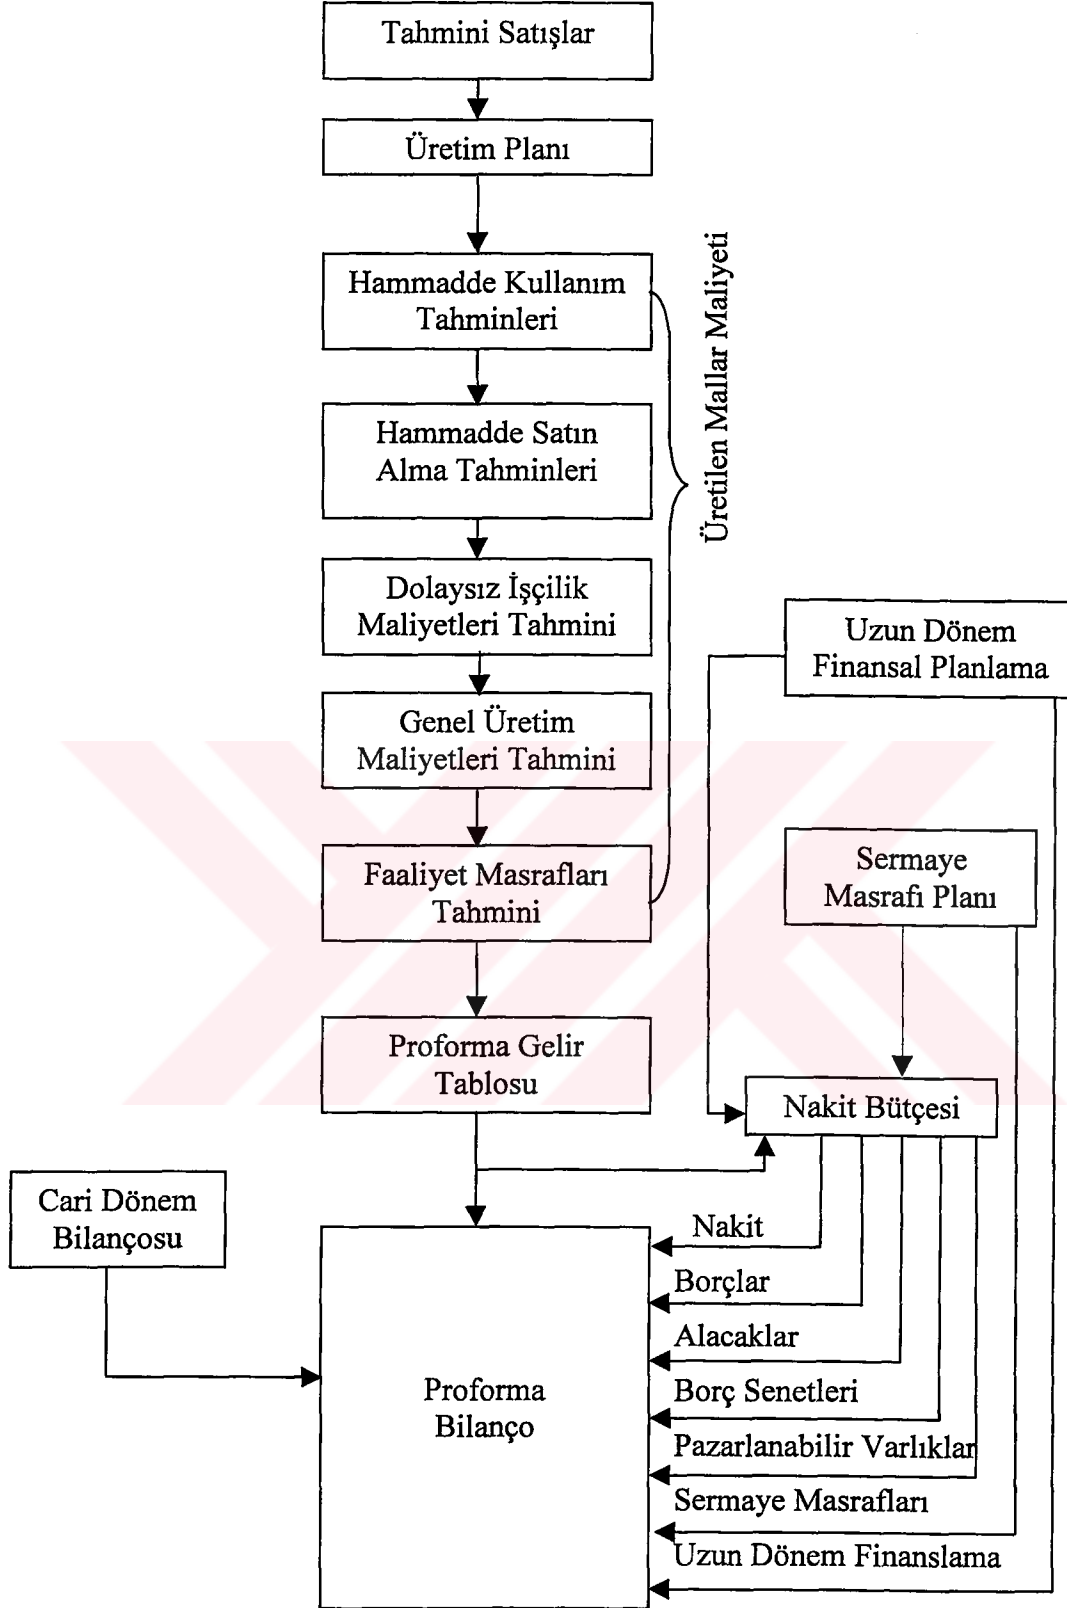 Tahmini Satışlar
Üretim Planı
Hammadde Kullanım
Tahminleri
Hammadde Satın
Alma Tahminleri
Dolaysız İşçilik
Maliyetleri Tahmini
Genel Üretim
Maliyetleri Tahmini
Faaliyet Masrafları
Tahmini
Üretilen Mallar Maliyeti
Proforma Gelir
Tablosu
Uzun Dönem
Finansal Planlama
Sermaye
Masrafı Planı
Nakit Bütçesi
Cari Dönem
Bilançosu
Proforma
Bilanço
Nakit
Borçlar
Alacaklar
Borç Senetleri
Pazarlanabilir Varlıklar
Sermaye Masrafları
Uzun Dönem Finanslama